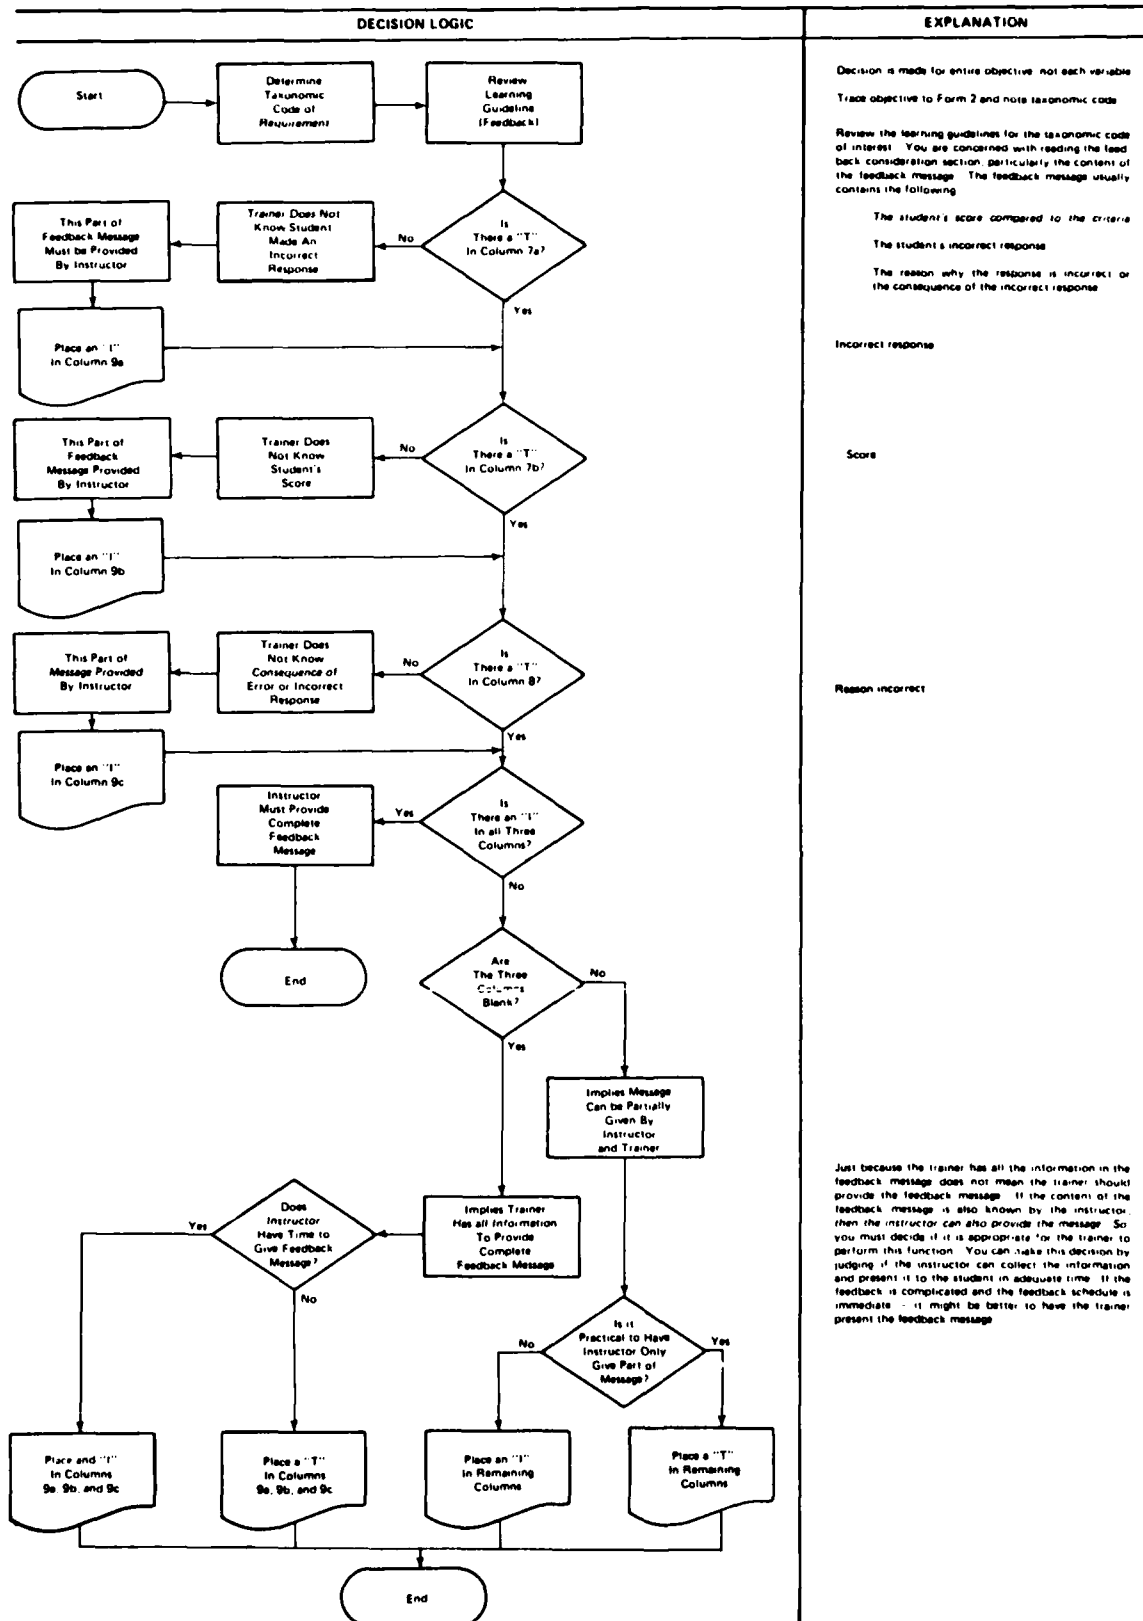 DECISION LOGIC
EXPLANATION
Start
Determine
Taxonomic
Code of
Requirement
Review
Learning
Guideline
(Feedback)
Decision is made for entire objective not each variable
Trace objective to Form 2 and note taxonomic code
Review the learning guidelines for the taxonomic code
of interest You are concerned with reading the feed
back consideration section, particularly the content of
the feedback message The feedback message usually
contains the following
The student's score compared to the criteria
The student's incorrect response
The reason why the response is incorrect or
the consequence of the incorrect response
Is
There a "T"
In Column 7a?
No
Yes
Trainer Does Not
Know Student
Made An
Incorrect
Response
This Part of
Feedback Message
Must be Provided
By Instructor
Place an "I"
In Column 9a
Incorrect response
Is
There a "T"
In Column 7b?
No
Yes
Trainer Does
Not Know
Student's
Score
This Part of
Feedback
Message Provided
By Instructor
Place an "I"
In Column 9b
Score
Is
There a "T"
In Column 8?
No
Yes
Trainer Does
Not Know
Consequence of
Error or Incorrect
Response
This Part of
Message Provided
By Instructor
Place an "I"
In Column 9c
Reason incorrect
Is
There an "I"
In all Three
Columns?
Yes
No
Instructor
Must Provide
Complete
Feedback
Message
End
Are
The Three
Columns
Blank?
No
Yes
Implies Message
Can be Partially
Given By
Instructor
and Trainer
Implies Trainer
Has all Information
To Provide
Complete
Feedback Message
Does
Instructor
Have Time to
Give Feedback
Message?
Yes
No
Just because the trainer has all the information in the
feedback message does not mean the trainer should
provide the feedback message If the content of the
feedback message is also known by the instructor,
then the instructor can also provide the message So
you must decide if it is appropriate for the trainer to
perform this function You can make this decision by
judging if the instructor can collect the information
and present it to the student in adequate time If the
feedback is complicated and the feedback schedule is
immediate - it might be better to have the trainer
present the feedback message
Is it
Practical to Have
Instructor Only
Give Part of
Message?
No
Yes
Place and "I"
In Columns
9a, 9b, and 9c
Place a "T"
In Columns
9a, 9b, and 9c
Place an "I"
In Remaining
Columns
Place a "T"
In Remaining
Columns
End